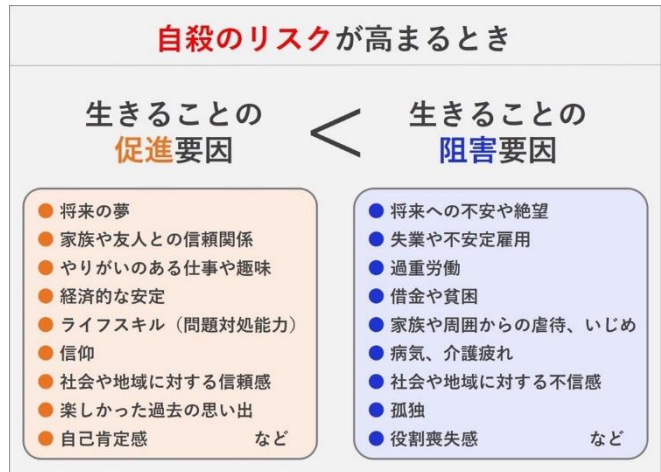 自殺のリスクが高まるとき
生きることの
促進要因
<
生きることの
阻害要因
● 将来の夢
● 家族や友人との信頼関係
● やりがいのある仕事や趣味
● 経済的な安定
● ライフスキル（問題対処能力）
● 信仰
● 社会や地域に対する信頼感
● 楽しかった過去の思い出
● 自己肯定感 など
● 将来への不安や絶望
● 失業や不安定雇用
● 過重労働
● 借金や貧困
● 家族や周囲からの虐待、いじめ
● 病気、介護疲れ
● 社会や地域に対する不信感
● 孤独
● 役割喪失感 など